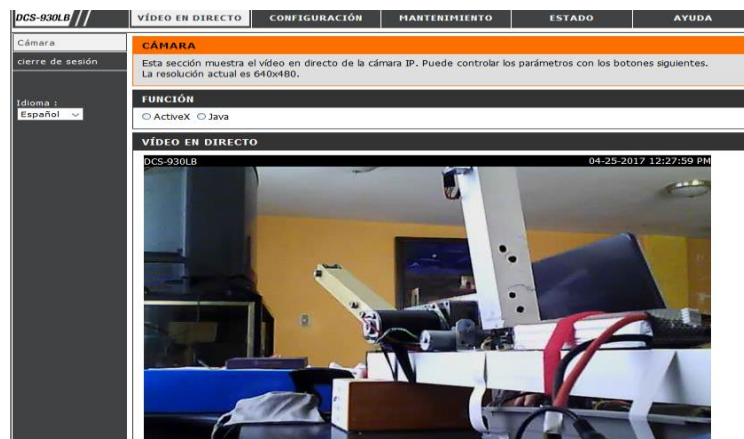 DCS-930LB
VÍDEO EN DIRECTO CONFIGURACIÓN MANTENIMIENTO ESTADO AYUDA
Cámara
cierre de sesión
Idioma :
Español
CÁMARA
Esta sección muestra el vídeo en directo de la cámara IP. Puede controlar los parámetros con los botones siguientes.
La resolución actual es 640x480.
FUNCIÓN
ActiveX Java
VÍDEO EN DIRECTO
DCS-930LB 04-25-2017 12:27:59 PM